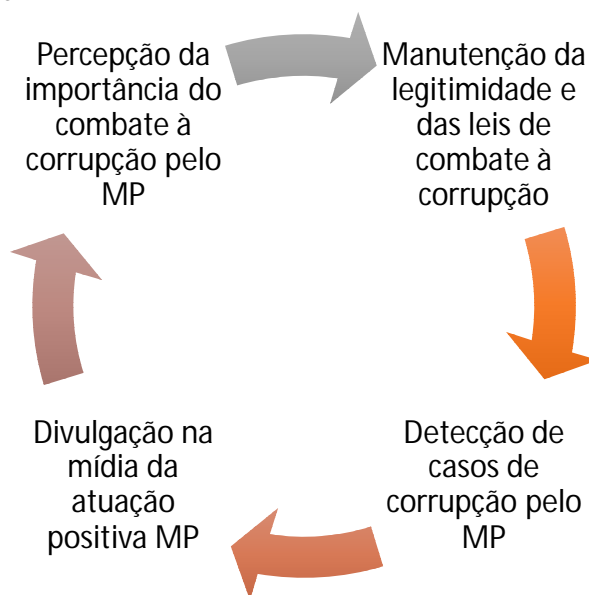 Percepção da
importância do
combate à
corrupção pelo
MP
Manutenção da
legitimidade e
das leis de
combate à
corrupção
Detecção de
casos de
corrupção pelo
MP
Divulgação na
mídia da
atuação
positiva MP